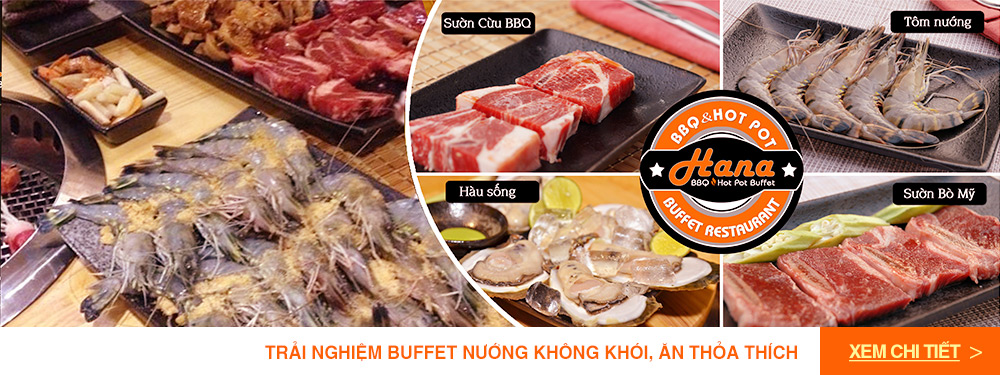 Sườn Cừu BBQ
Tôm nướng
BBQ & HOT POT
Hana
BBQ Hot Pot Buffet
BUFFET RESTAURANT
Hàu sống
Sườn Bò Mỹ
TRẢI NGHIỆM BUFFET NƯỚNG KHÔNG KHÓI, ĂN THỎA THÍCH
XEM CHI TIẾT >